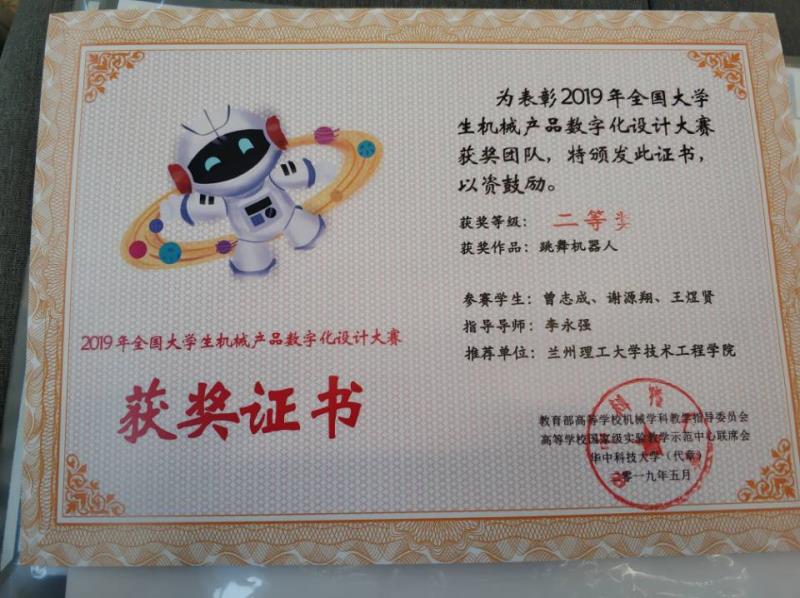 2019年全国大学生机械产品数字化设计大赛
获奖证书
为表彰2019年全国大学
生机械产品数字化设计大赛
获奖团队，特颁发此证书，
以资鼓励。
获奖等级： 二等奖
获奖作品：跳舞机器人
参赛学生：曾志成、谢源翔、王煜贤
指导导师：李永强
推荐单位：兰州理工大学技术工程学院
教育部高等学校机械学科教学指导委员会
高等学校国家级实验教学示范中心联席会
华中科技大学（代章）
二零一九年五月